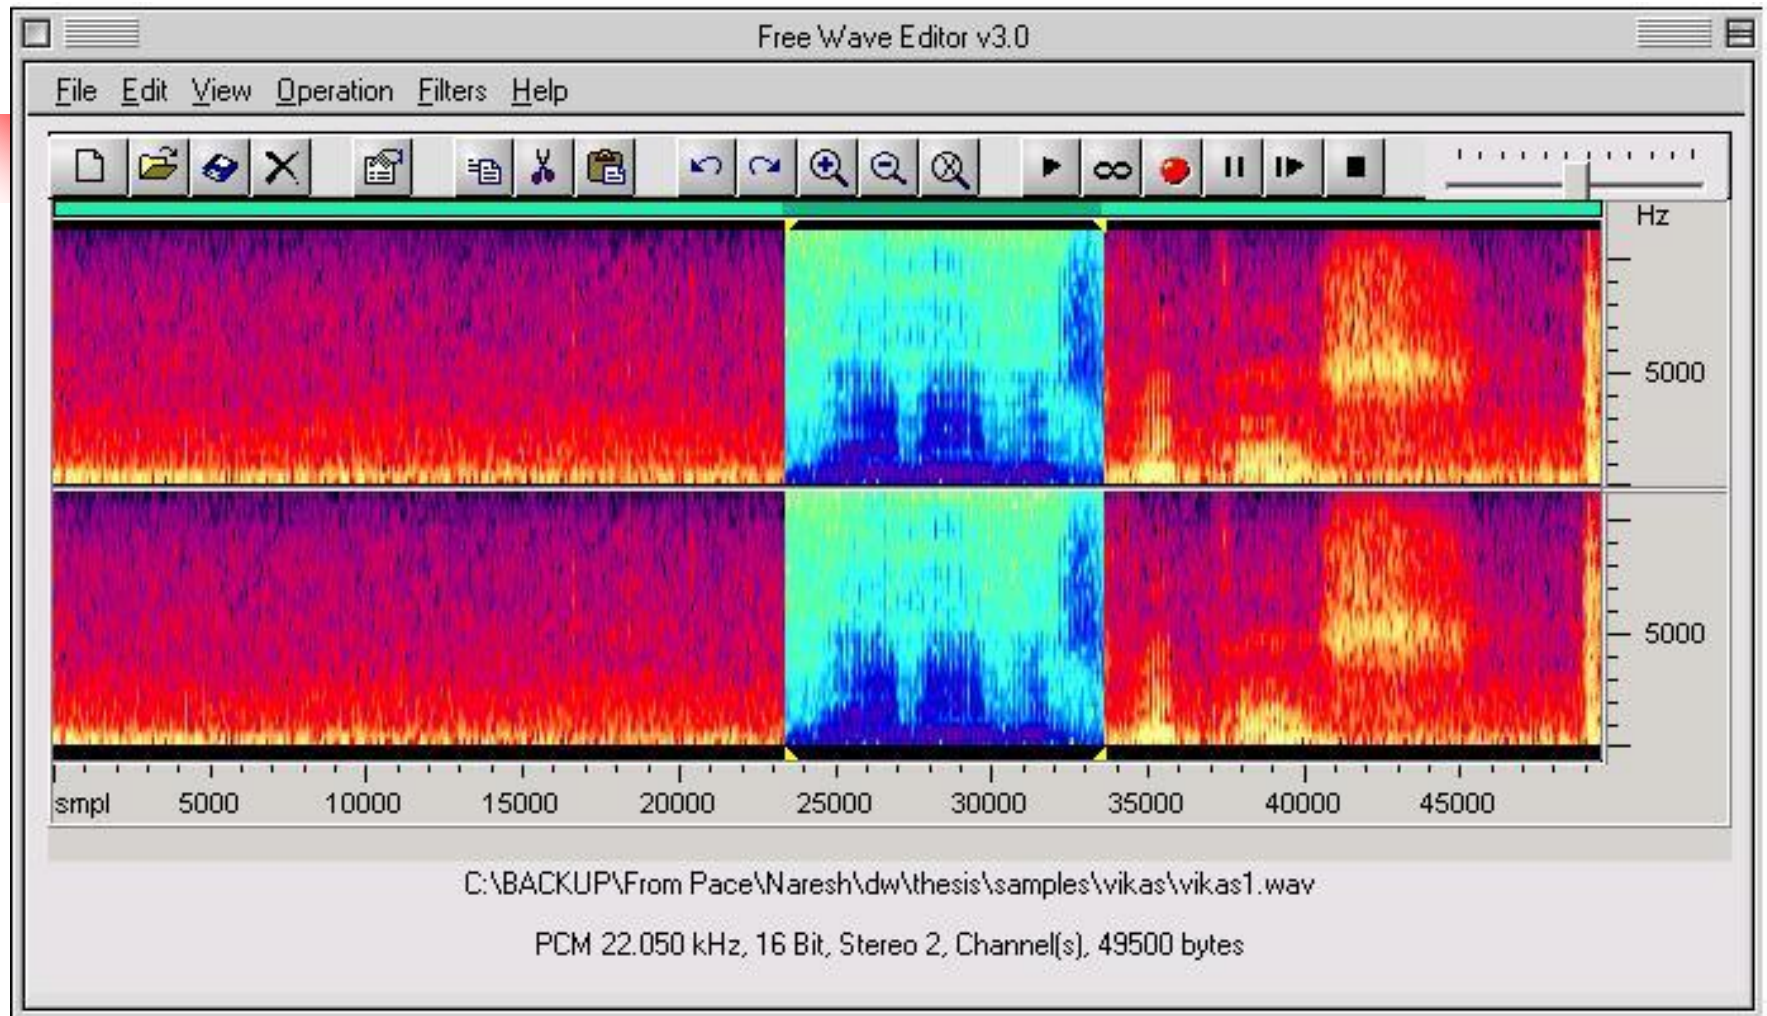 Free Wave Editor v3.0
File Edit View Operation Filters Help
Hz
5000
5000
smpl 5000 10000 15000 20000 25000 30000 35000 40000 45000
C:\BACKUP\From Pace\Naresh\dw\thesis\samples\vikas\vikas1.wav
PCM 22.050 kHz, 16 Bit, Stereo 2, Channel(s), 49500 bytes